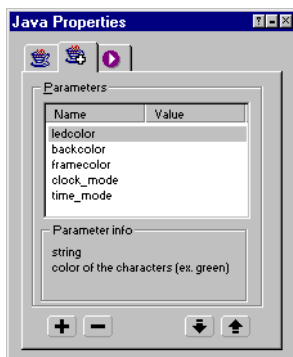 Java Properties
Parameters
Name Value
ledcolor
backcolor
framecolor
clock_mode
time_mode
Parameter info
string
color of the characters (ex. green)